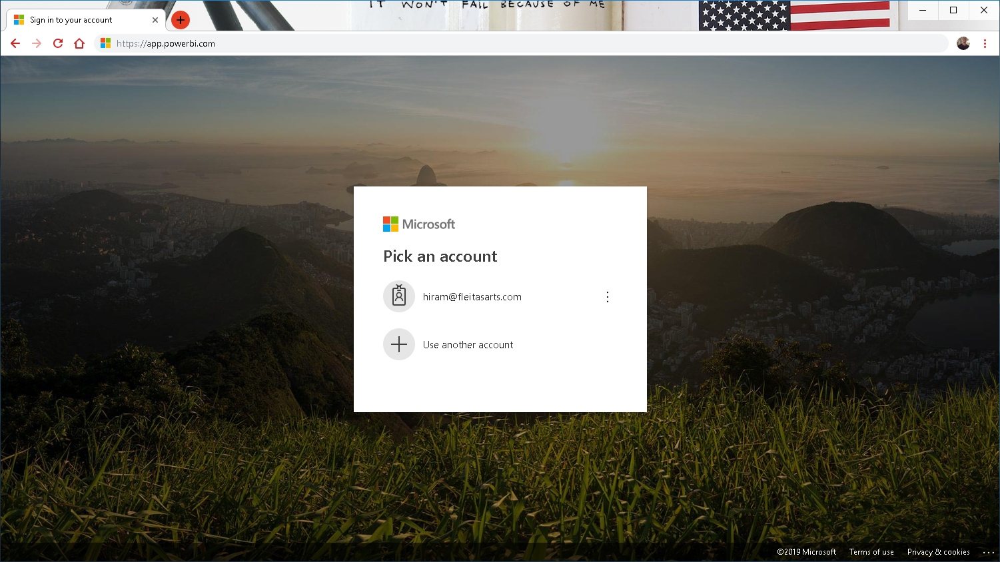 IT WON'T FAIL BECAUSE OF ME
Sign in to your account
https://app.powerbi.com
Microsoft
Pick an account
hiram@fleitasarts.com
Use another account
©2019 Microsoft Terms of use Privacy & cookies ...